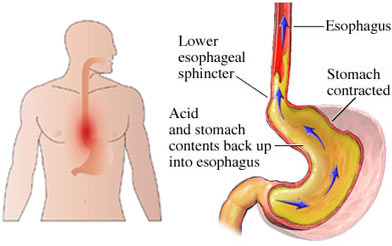 Esophagus
Lower
esophageal
sphincter
Stomach
contracted
Acid
and stomach
contents back up
into esophagus